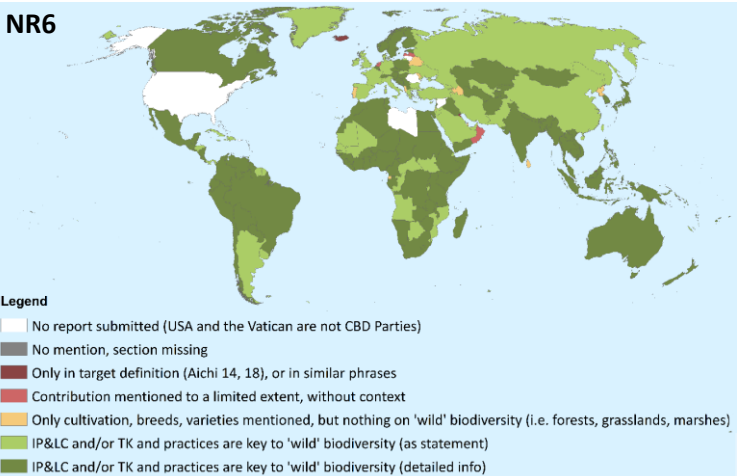 NR6
Legend
No report submitted (USA and the Vatican are not CBD Parties)
No mention, section missing
Only in target definition (Aichi 14, 18), or in similar phrases
Contribution mentioned to a limited extent, without context
Only cultivation, breeds, varieties mentioned, but nothing on 'wild' biodiversity (i.e. forests, grasslands, marshes)
IP&LC and/or TK and practices are key to 'wild' biodiversity (as statement)
IP&LC and/or TK and practices are key to 'wild' biodiversity (detailed info)